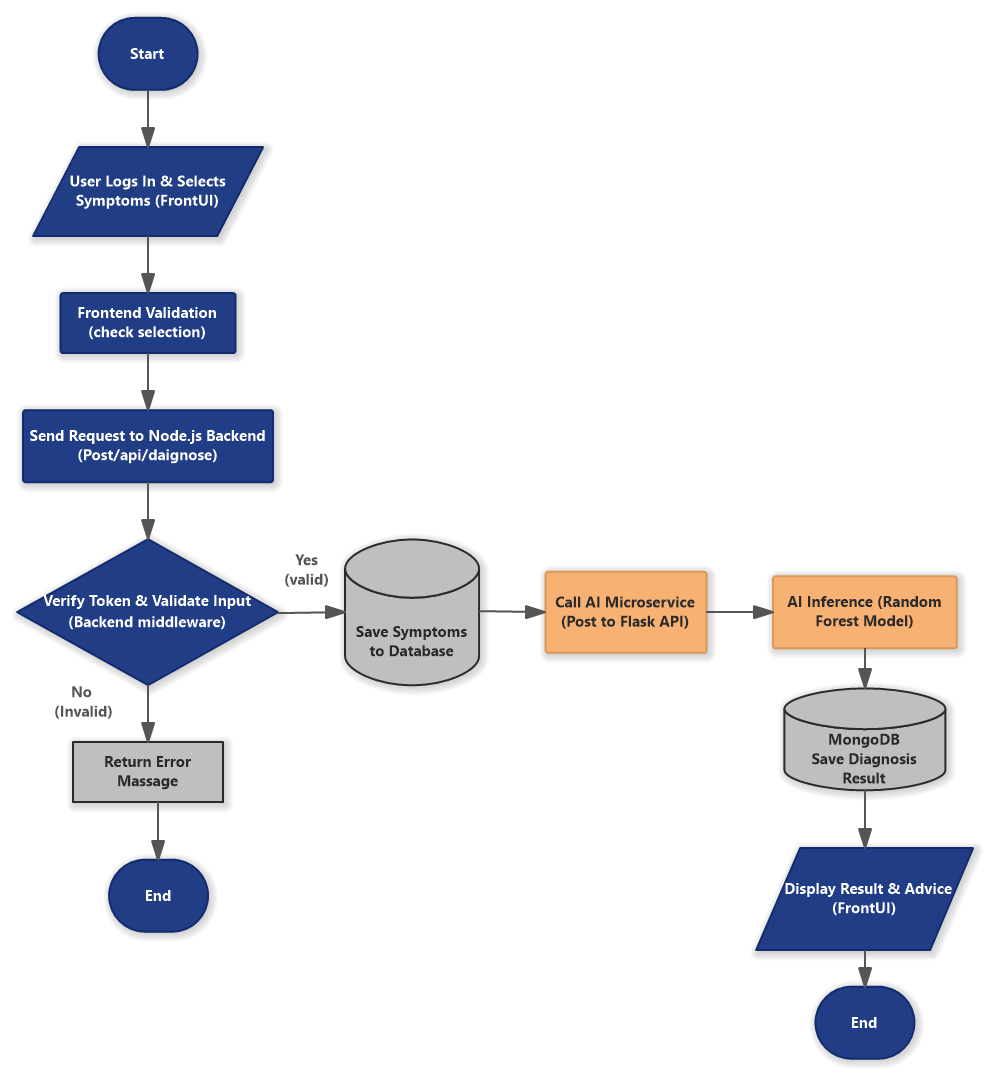 Start
User Logs In & Selects
Symptoms (FrontUI)
Frontend Validation
(check selection)
Send Request to Node.js Backend
(Post/api/daignose)
Verify Token & Validate Input
(Backend middleware)
Yes
(valid)
Save Symptoms
to Database
Call AI Microservice
(Post to Flask API)
AI Inference (Random
Forest Model)
No
(Invalid)
Return Error
Massage
End
MongoDB
Save Diagnosis
Result
Display Result & Advice
(FrontUI)
End